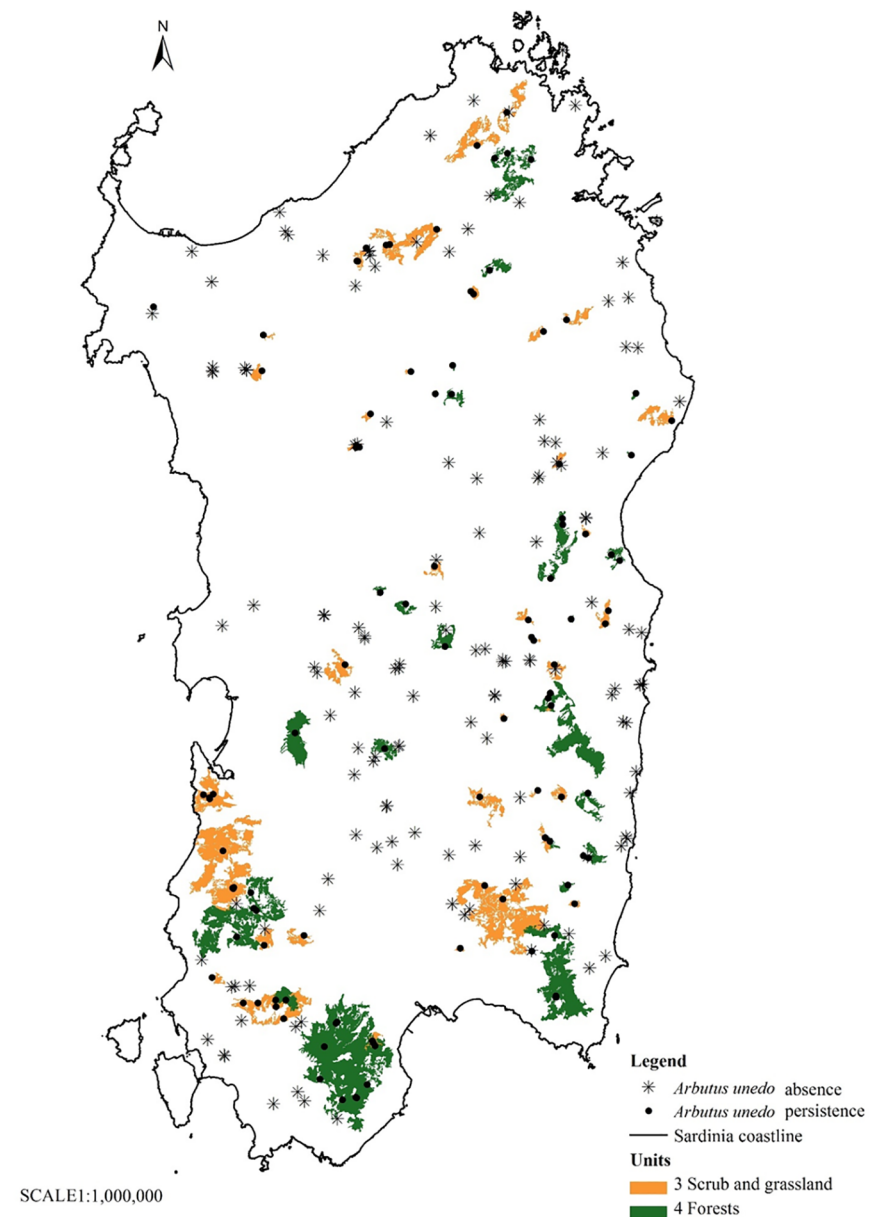 N
Legend
Arbutus unedo absence
Arbutus unedo persistence
Sardinia coastline
Units
3 Scrub and grassland
4 Forests
SCALE1:1,000,000